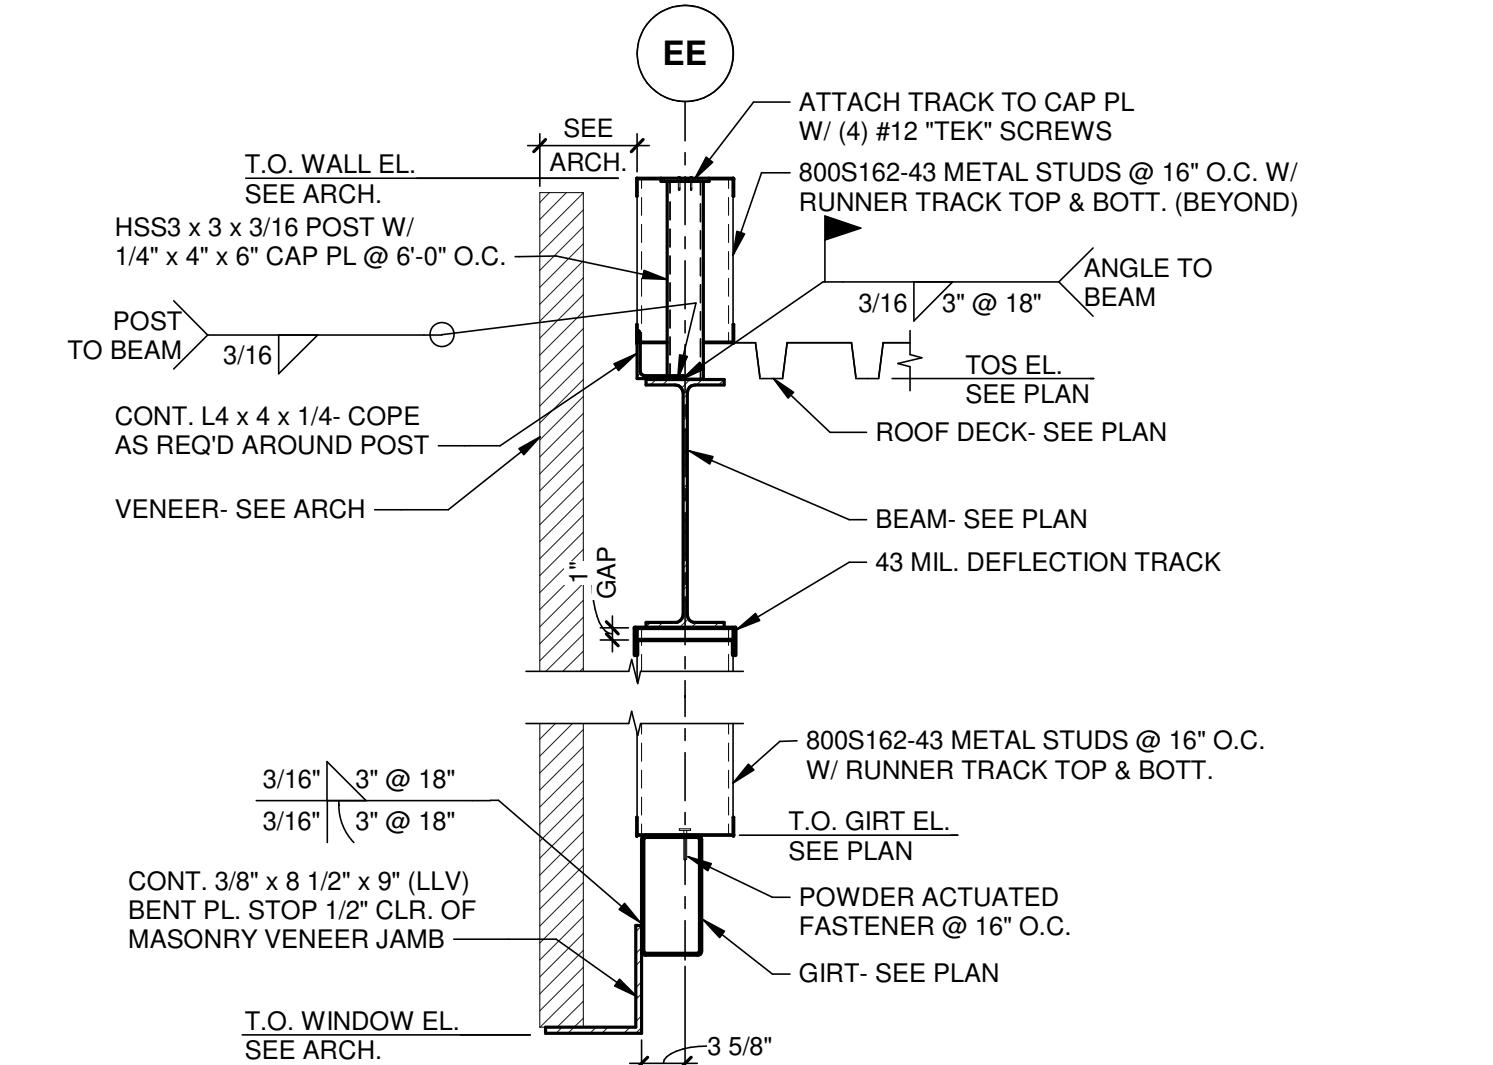 EE
ATTACH TRACK TO CAP PL
W/ (4) #12 "TEK" SCREWS
SEE
ARCH.
T.O. WALL EL.
SEE ARCH.
800S162-43 METAL STUDS @ 16" O.C. W/
RUNNER TRACK TOP & BOTT. (BEYOND)
HSS3 x 3 x 3/16 POST W/
1/4" x 4" x 6" CAP PL @ 6'-0" O.C.
ANGLE TO
BEAM
3/16
3" @ 18"
POST
TO BEAM
3/16
TOS EL.
SEE PLAN
CONT. L4 x 4 x 1/4- COPE
AS REQ'D AROUND POST
ROOF DECK- SEE PLAN
VENEER- SEE ARCH
BEAM- SEE PLAN
1"
GAP
43 MIL. DEFLECTION TRACK
800S162-43 METAL STUDS @ 16" O.C.
W/ RUNNER TRACK TOP & BOTT.
3/16" 3" @ 18"
3/16" 3" @ 18"
T.O. GIRT EL.
SEE PLAN
CONT. 3/8" x 8 1/2" x 9" (LLV)
BENT PL. STOP 1/2" CLR. OF
MASONRY VENEER JAMB
POWDER ACTUATED
FASTENER @ 16" O.C.
GIRT- SEE PLAN
T.O. WINDOW EL.
SEE ARCH.
3 5/8"